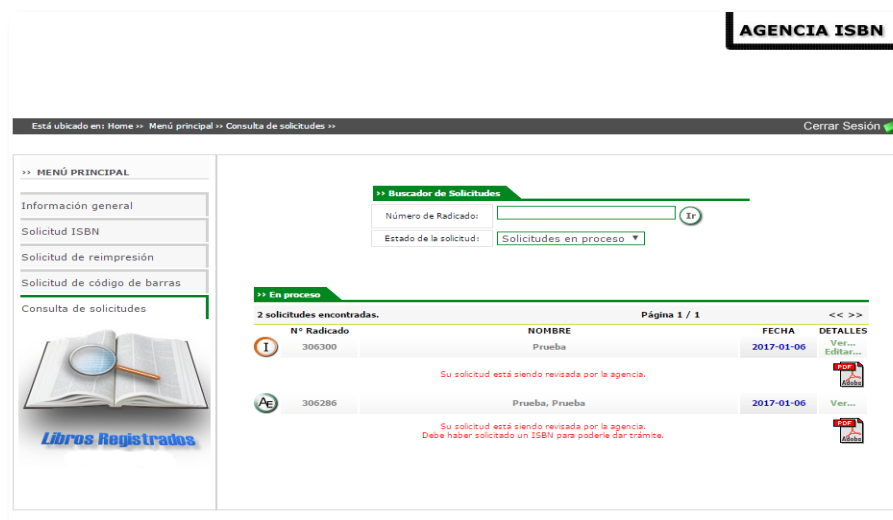 AGENCIA ISBN
Está ubicado en: Home ›› Menú principal ›› Consulta de solicitudes ››
Cerrar Sesión
›› MENÚ PRINCIPAL
Información general
Solicitud ISBN
Solicitud de reimpresión
Solicitud de código de barras
Consulta de solicitudes
Libros Registrados
›› Buscador de Solicitudes
Número de Radicado:
Ir
Estado de la solicitud: Solicitudes en proceso
›› En proceso
2 solicitudes encontradas. Página 1 / 1 << >>
N° Radicado NOMBRE FECHA DETALLES
I 306300 Prueba 2017-01-06 Ver...
Editar...
Su solicitud está siendo revisada por la agencia.
PDF
Adobe
AE 306286 Prueba, Prueba 2017-01-06 Ver...
Su solicitud está siendo revisada por la agencia.
Debe haber solicitado un ISBN para poderle dar trámite.
PDF
Adobe